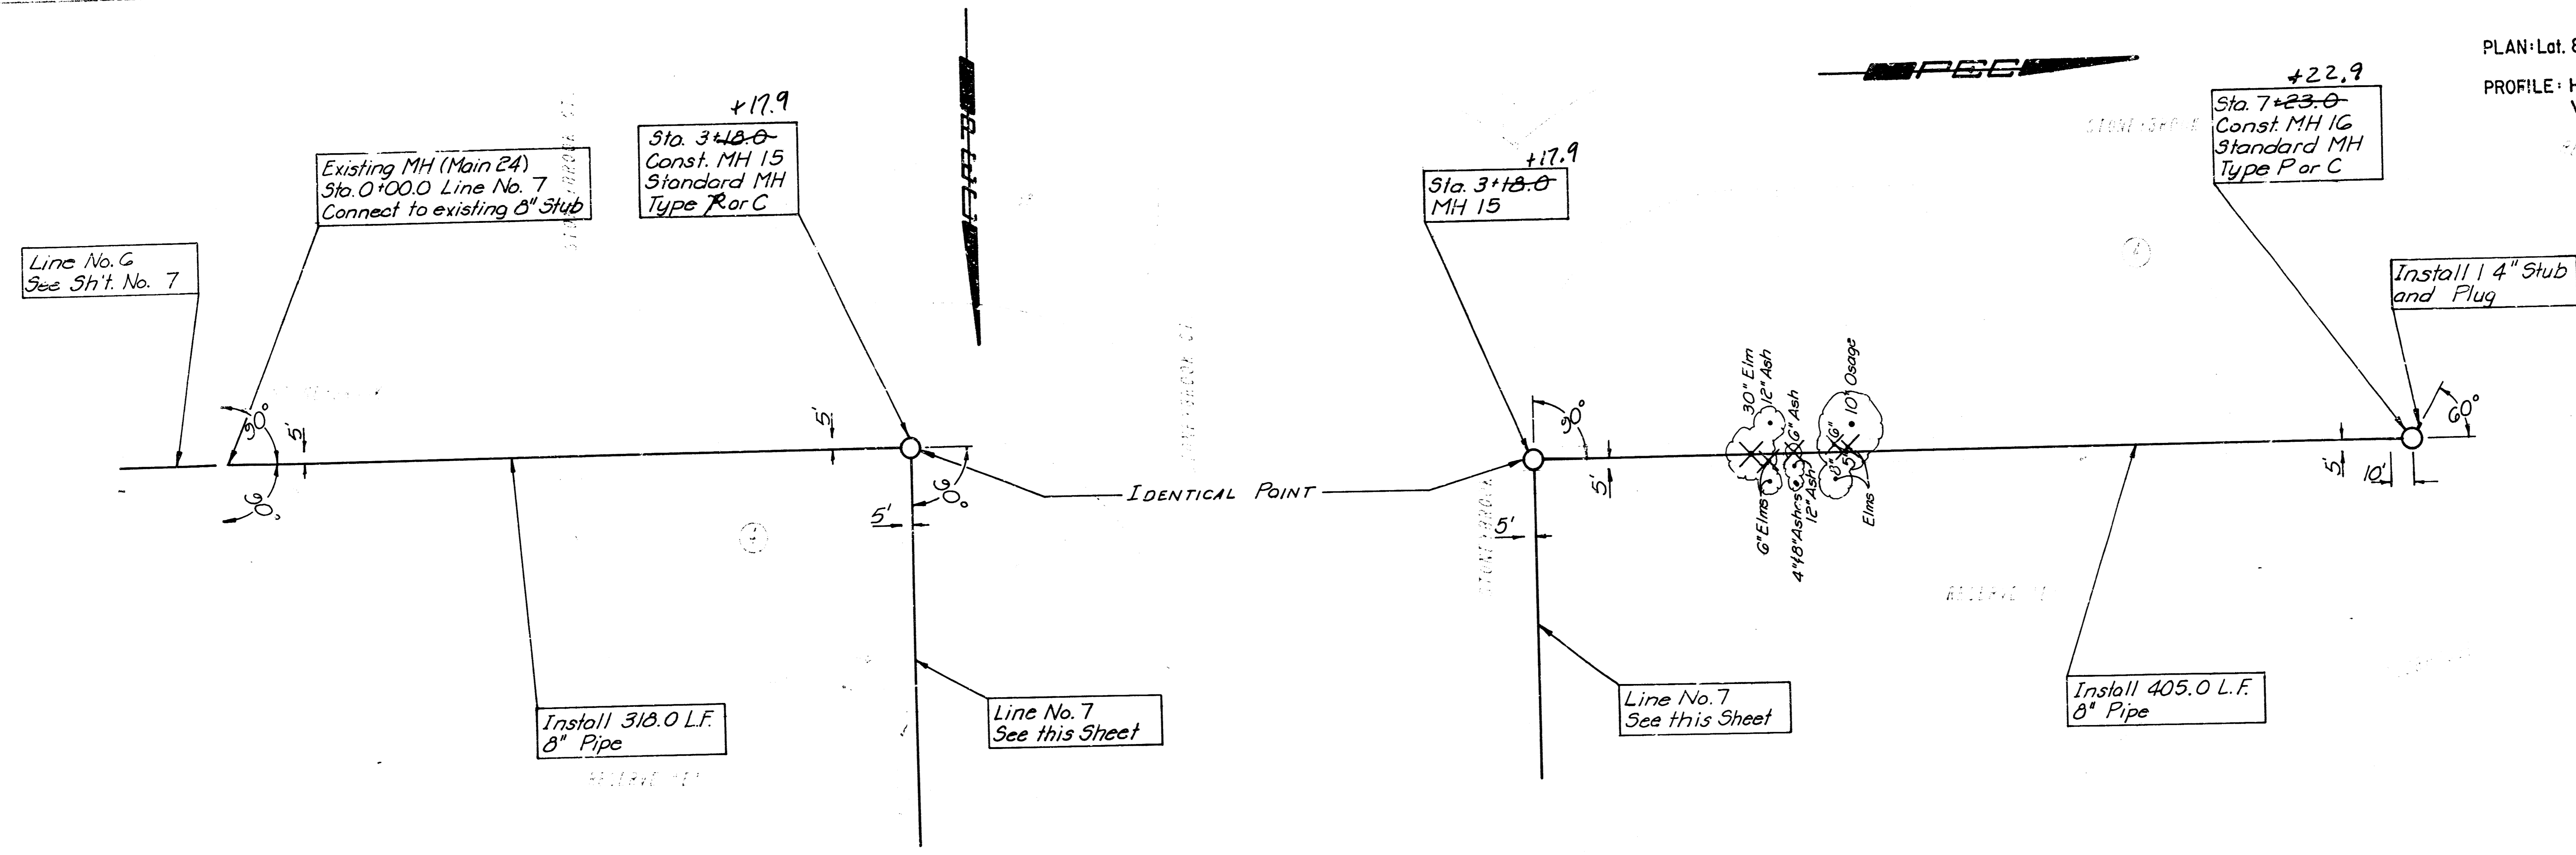 PLAN: Lat. 8
PROFILE: H
V
PEC
PEC
+17.9
Sta. 3+18.0
Const. MH 15
Standard MH
Type P or C
Existing MH (Main 24)
Sta. 0+00.0 Line No. 7
Connect to existing 8" Stub
Line No. 6
See Sh't. No. 7
90°
90°
5'
5'
90°
5'
Install 318.0 L.F.
8" Pipe
Line No. 7
See this Sheet
IDENTICAL POINT
+17.9
Sta. 3+18.0
MH 15
90°
5'
5'
30" Elm
12" Ash
6" Ash
10" Osage
6" Elms
4"&8" Ashes
12" Ash
8"
5"
6"
Elms
Line No. 7
See this Sheet
Install 405.0 L.F.
8" Pipe
+22.9
Sta. 7+23.0
Const. MH 16
Standard MH
Type P or C
Install 1 4" Stub
and Plug
60°
5'
10'
RESERVE "E"